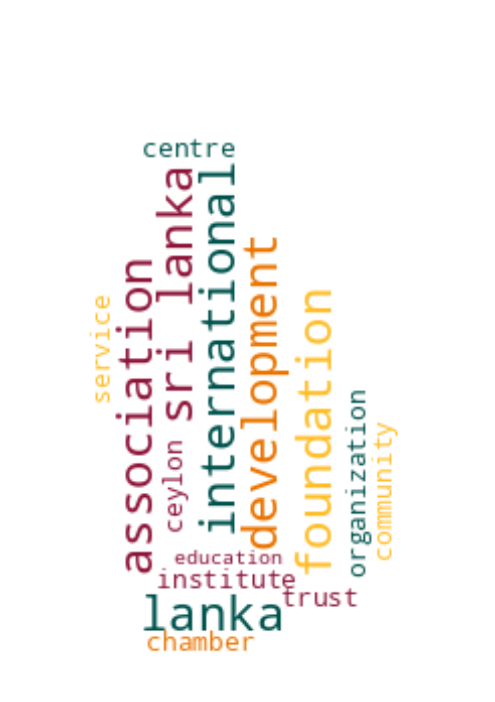 centre
service
association
sri lanka
ceylon
international
development
foundation
organization
community
education
institute
trust
lanka
chamber